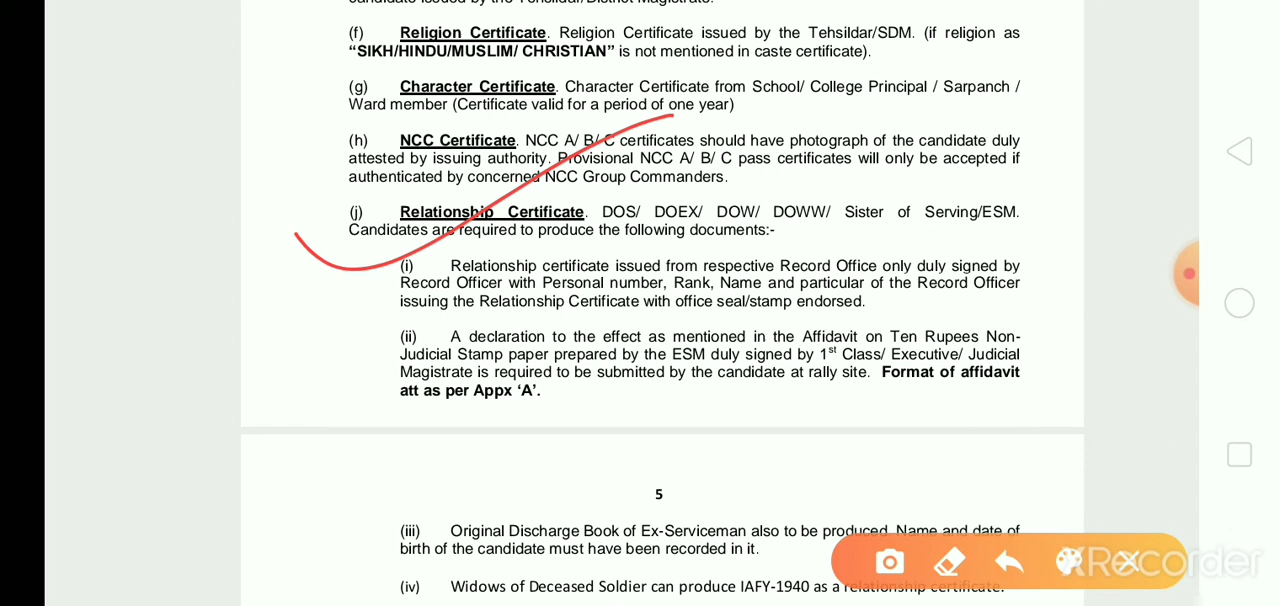 candidate issued by the Tehsildar/District Magistrate.
(f) Religion Certificate. Religion Certificate issued by the Tehsildar/SDM. (if religion as
“SIKH/HINDU/MUSLIM/ CHRISTIAN” is not mentioned in caste certificate).
(g) Character Certificate. Character Certificate from School/ College Principal / Sarpanch /
Ward member (Certificate valid for a period of one year)
(h) NCC Certificate. NCC A/ B/ C certificates should have photograph of the candidate duly
attested by issuing authority. Provisional NCC A/ B/ C pass certificates will only be accepted if
authenticated by concerned NCC Group Commanders.
(j) Relationship Certificate. DOS/ DOEX/ DOW/ DOWW/ Sister of Serving/ESM.
Candidates are required to produce the following documents:-
(i) Relationship certificate issued from respective Record Office only duly signed by
Record Officer with Personal number, Rank, Name and particular of the Record Officer
issuing the Relationship Certificate with office seal/stamp endorsed.
(ii) A declaration to the effect as mentioned in the Affidavit on Ten Rupees Non-
Judicial Stamp paper prepared by the ESM duly signed by 1st Class/ Executive/ Judicial
Magistrate is required to be submitted by the candidate at rally site. Format of affidavit
att as per Appx ‘A’.
5
(iii) Original Discharge Book of Ex-Serviceman also to be produced. Name and date of
birth of the candidate must have been recorded in it.
(iv) Widows of Deceased Soldier can produce IAFY-1940 as a relationship certificate.
XRecorder